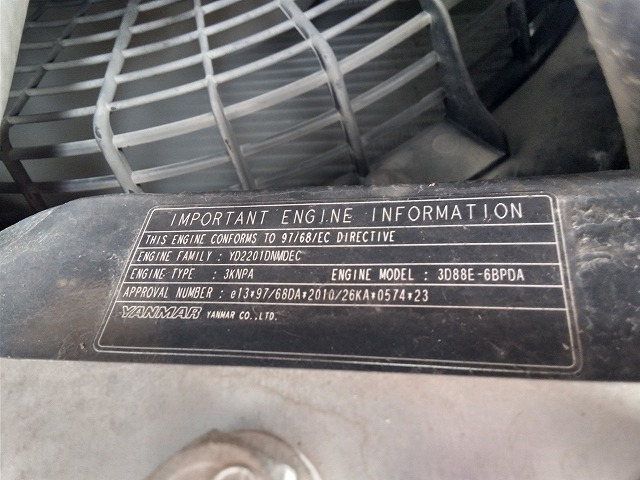 IMPORTANT ENGINE INFORMATION
THIS ENGINE CONFORMS TO 97/68/EC DIRECTIVE
ENGINE FAMILY : YD2201DNMDEC
ENGINE TYPE : 3KNPA ENGINE MODEL : 3D88E-6BPDA
APPROVAL NUMBER : e13*97/68DA*2010/26KA*0574*23
YANMAR YANMAR CO.,LTD.